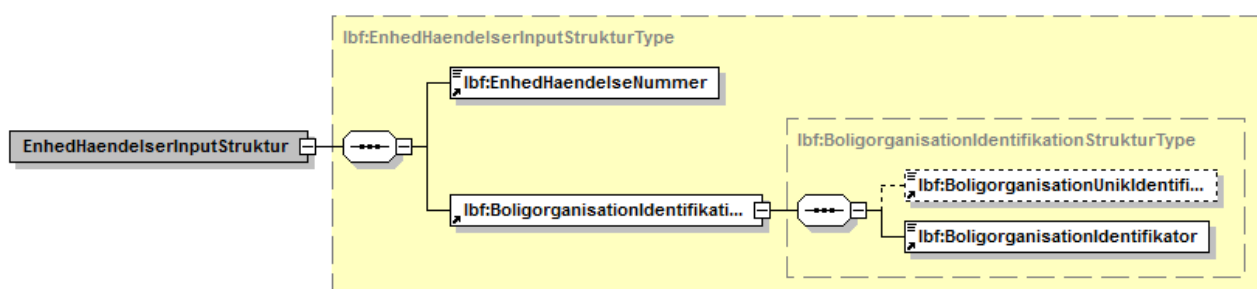 lbf:EnhedHaendelserInputStrukturType
lbf:EnhedHaendelseNummer
EnhedHaendelserInputStruktur
lbf:BoligorganisationIdentifikationStrukturType
lbf:BoligorganisationUnikIdentifi...
lbf:BoligorganisationIdentifikati...
lbf:BoligorganisationIdentifikator